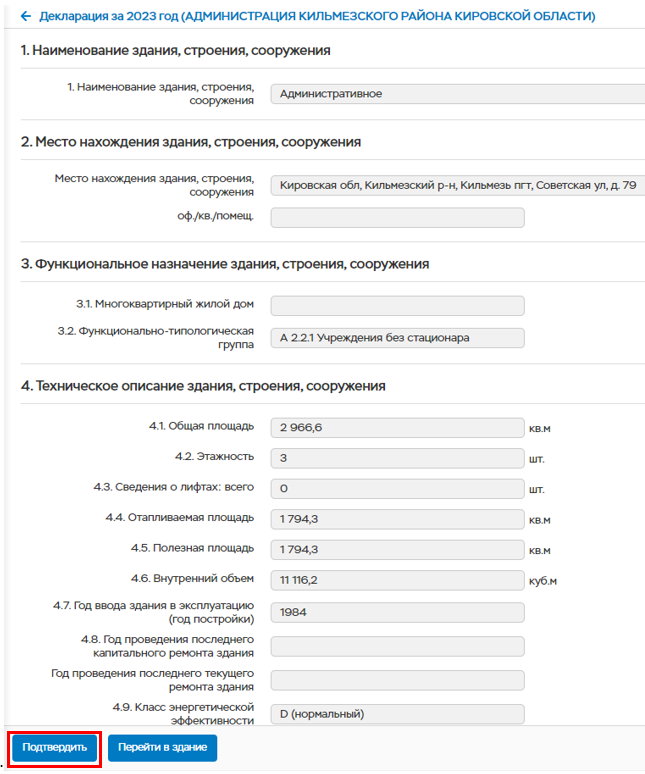 ← Декларация за 2023 год (АДМИНИСТРАЦИЯ КИЛЬМЕЗСКОГО РАЙОНА КИРОВСКОЙ ОБЛАСТИ)
1. Наименование здания, строения, сооружения
1. Наименование здания, строения,
сооружения
Административное
2. Место нахождения здания, строения, сооружения
Место нахождения здания, строения,
сооружения
Кировская обл, Кильмезский р-н, Кильмезь пгт, Советская ул, д. 79
оф./кв./помещ.
3. Функциональное назначение здания, строения, сооружения
3.1. Многоквартирный жилой дом
3.2. Функционально-типологическая
группа
А 2.2.1 Учреждения без стационара
4. Техническое описание здания, строения, сооружения
4.1. Общая площадь 2 966,6 кв.м
4.2. Этажность 3 шт.
4.3. Сведения о лифтах: всего 0 шт.
4.4. Отапливаемая площадь 1 794,3 кв.м
4.5. Полезная площадь 1 794,3 кв.м
4.6. Внутренний объем 11 116,2 куб.м
4.7. Год ввода здания в эксплуатацию
(год постройки)
1984
4.8. Год проведения последнего
капитального ремонта здания
Год проведения последнего текущего
ремонта здания
4.9. Класс энергетической
эффективности
D (нормальный)
Подтвердить Перейти в здание